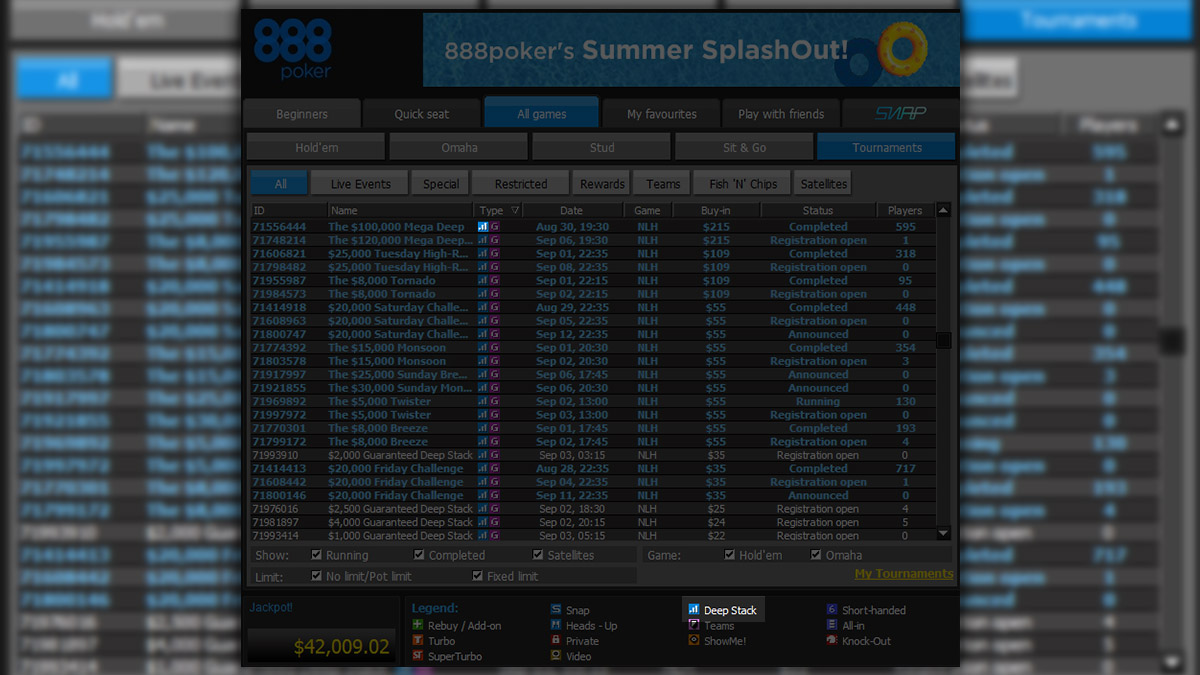 888 poker
888poker's Summer SplashOut!
Beginners Quick seat All games My favourites Play with friends SNAP
Hold'em Omaha Stud Sit & Go Tournaments
All Live Events Special Restricted Rewards Teams Fish 'N' Chips Satellites
ID Name Type Date Game Buy-in Status Players
71556444 The $100,000 Mega Deep G Aug 30, 19:30 NLH $215 Completed 595
71748214 The $120,000 Mega Deep... G Sep 06, 19:30 NLH $215 Registration open 1
71606821 $25,000 Tuesday High-R... G Sep 01, 22:35 NLH $109 Completed 318
71798482 $25,000 Tuesday High-R... G Sep 08, 22:35 NLH $109 Registration open 0
71955987 The $8,000 Tornado G Sep 01, 22:15 NLH $109 Completed 95
71984573 The $8,000 Tornado G Sep 02, 22:15 NLH $109 Registration open 0
71414918 $20,000 Saturday Challe... G Aug 29, 22:35 NLH $55 Completed 448
71608963 $20,000 Saturday Challe... G Sep 05, 22:35 NLH $55 Registration open 0
71800747 $20,000 Saturday Challe... G Sep 12, 22:35 NLH $55 Announced 0
71774392 The $15,000 Monsoon G Sep 01, 20:30 NLH $55 Completed 354
71803578 The $15,000 Monsoon G Sep 02, 20:30 NLH $55 Registration open 3
71917997 The $25,000 Sunday Bre... G Sep 06, 17:45 NLH $55 Announced 0
71921855 The $30,000 Sunday Mon... G Sep 06, 20:30 NLH $55 Announced 0
71969892 The $5,000 Twister G Sep 02, 13:00 NLH $55 Running 130
71997972 The $5,000 Twister G Sep 03, 13:00 NLH $55 Registration open 0
71770301 The $8,000 Breeze G Sep 01, 17:45 NLH $55 Completed 193
71799172 The $8,000 Breeze G Sep 02, 17:45 NLH $55 Registration open 4
71993910 $2,000 Guaranteed Deep Stack G Sep 03, 03:15 NLH $35 Registration open 0
71414413 $20,000 Friday Challenge G Aug 28, 22:35 NLH $35 Completed 717
71608442 $20,000 Friday Challenge G Sep 04, 22:35 NLH $35 Registration open 1
71800146 $20,000 Friday Challenge G Sep 11, 22:35 NLH $35 Announced 0
71976016 $2,500 Guaranteed Deep Stack G Sep 02, 18:30 NLH $25 Registration open 4
71981897 $4,000 Guaranteed Deep Stack G Sep 02, 20:15 NLH $24 Registration open 5
71993414 $1,000 Guaranteed Deep Stack G Sep 03, 05:15 NLH $22 Registration open 0
Show: Running Completed Satellites Game: Hold'em Omaha
Limit: No limit/Pot limit Fixed limit
My Tournaments
Jackpot!
$42,009.02
Legend: Snap Deep Stack Short-handed
Rebuy / Add-on Heads - Up Teams All-in
Turbo Private ShowMe! Knock-Out
SuperTurbo Video